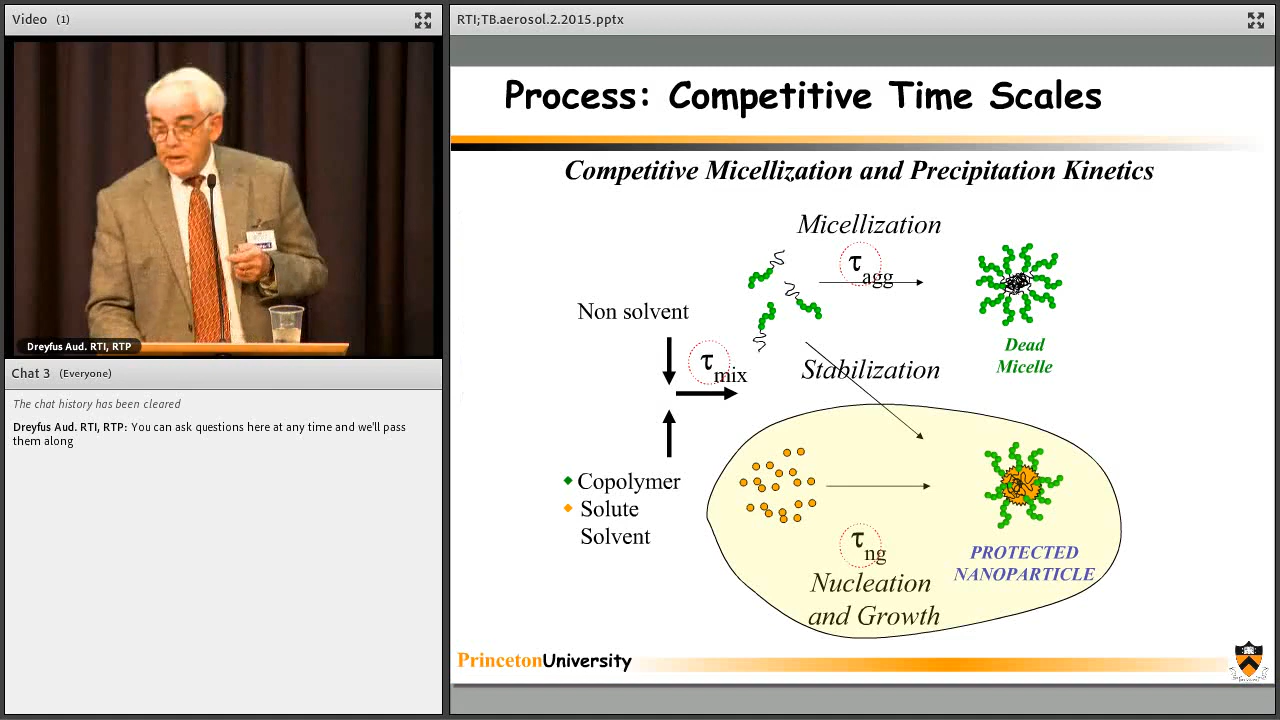 Video (1)
Dreyfus Aud. RTI, RTP
Chat 3 (Everyone)
The chat history has been cleared
Dreyfus Aud. RTI, RTP: You can ask questions here at any time and we'll pass
them along
RTI;TB.aerosol.2.2015.pptx
Process: Competitive Time Scales
Competitive Micellization and Precipitation Kinetics
Micellization
τagg
Non solvent
Dead
Micelle
τmix
Stabilization
Copolymer
Solute
Solvent
τng
PROTECTED
NANOPARTICLE
Nucleation
and Growth
PrincetonUniversity